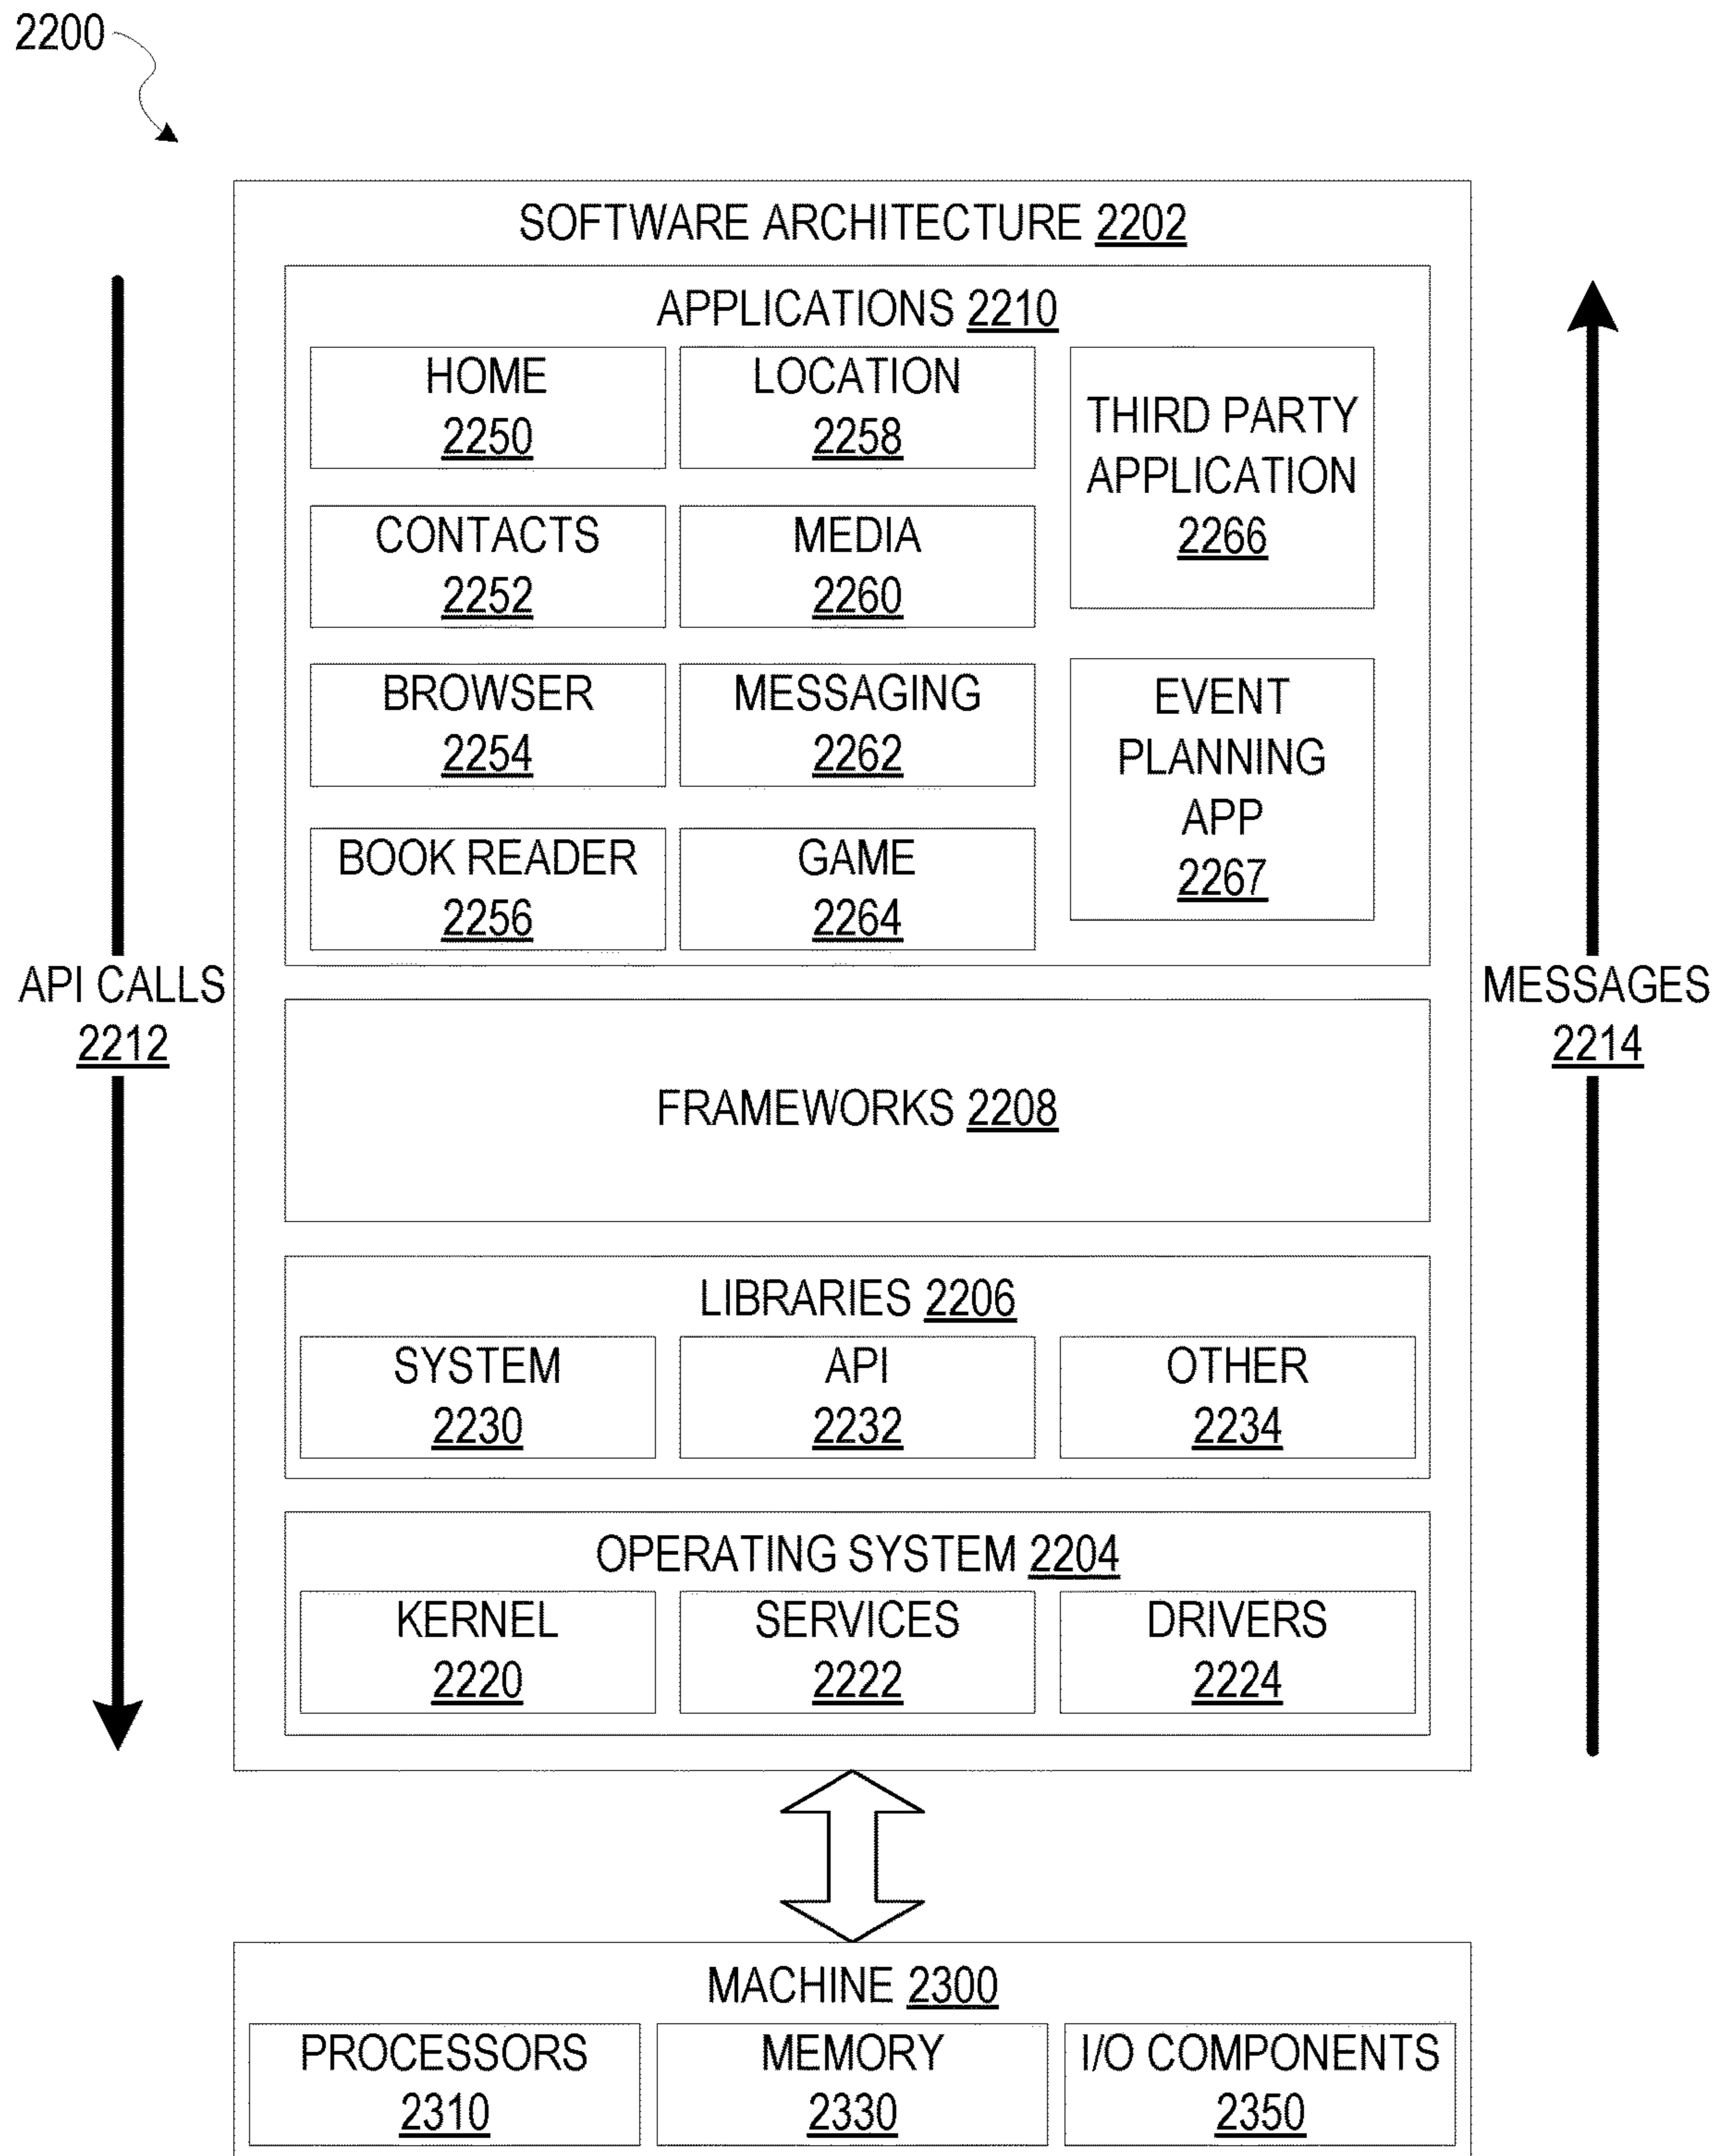 2200
SOFTWARE ARCHITECTURE 2202
APPLICATIONS 2210
HOME
2250
LOCATION
2258
THIRD PARTY
APPLICATION
2266
CONTACTS
2252
MEDIA
2260
BROWSER
2254
MESSAGING
2262
EVENT
PLANNING
APP
2267
BOOK READER
2256
GAME
2264
API CALLS
2212
MESSAGES
2214
FRAMEWORKS 2208
LIBRARIES 2206
SYSTEM
2230
API
2232
OTHER
2234
OPERATING SYSTEM 2204
KERNEL
2220
SERVICES
2222
DRIVERS
2224
MACHINE 2300
PROCESSORS
2310
MEMORY
2330
I/O COMPONENTS
2350